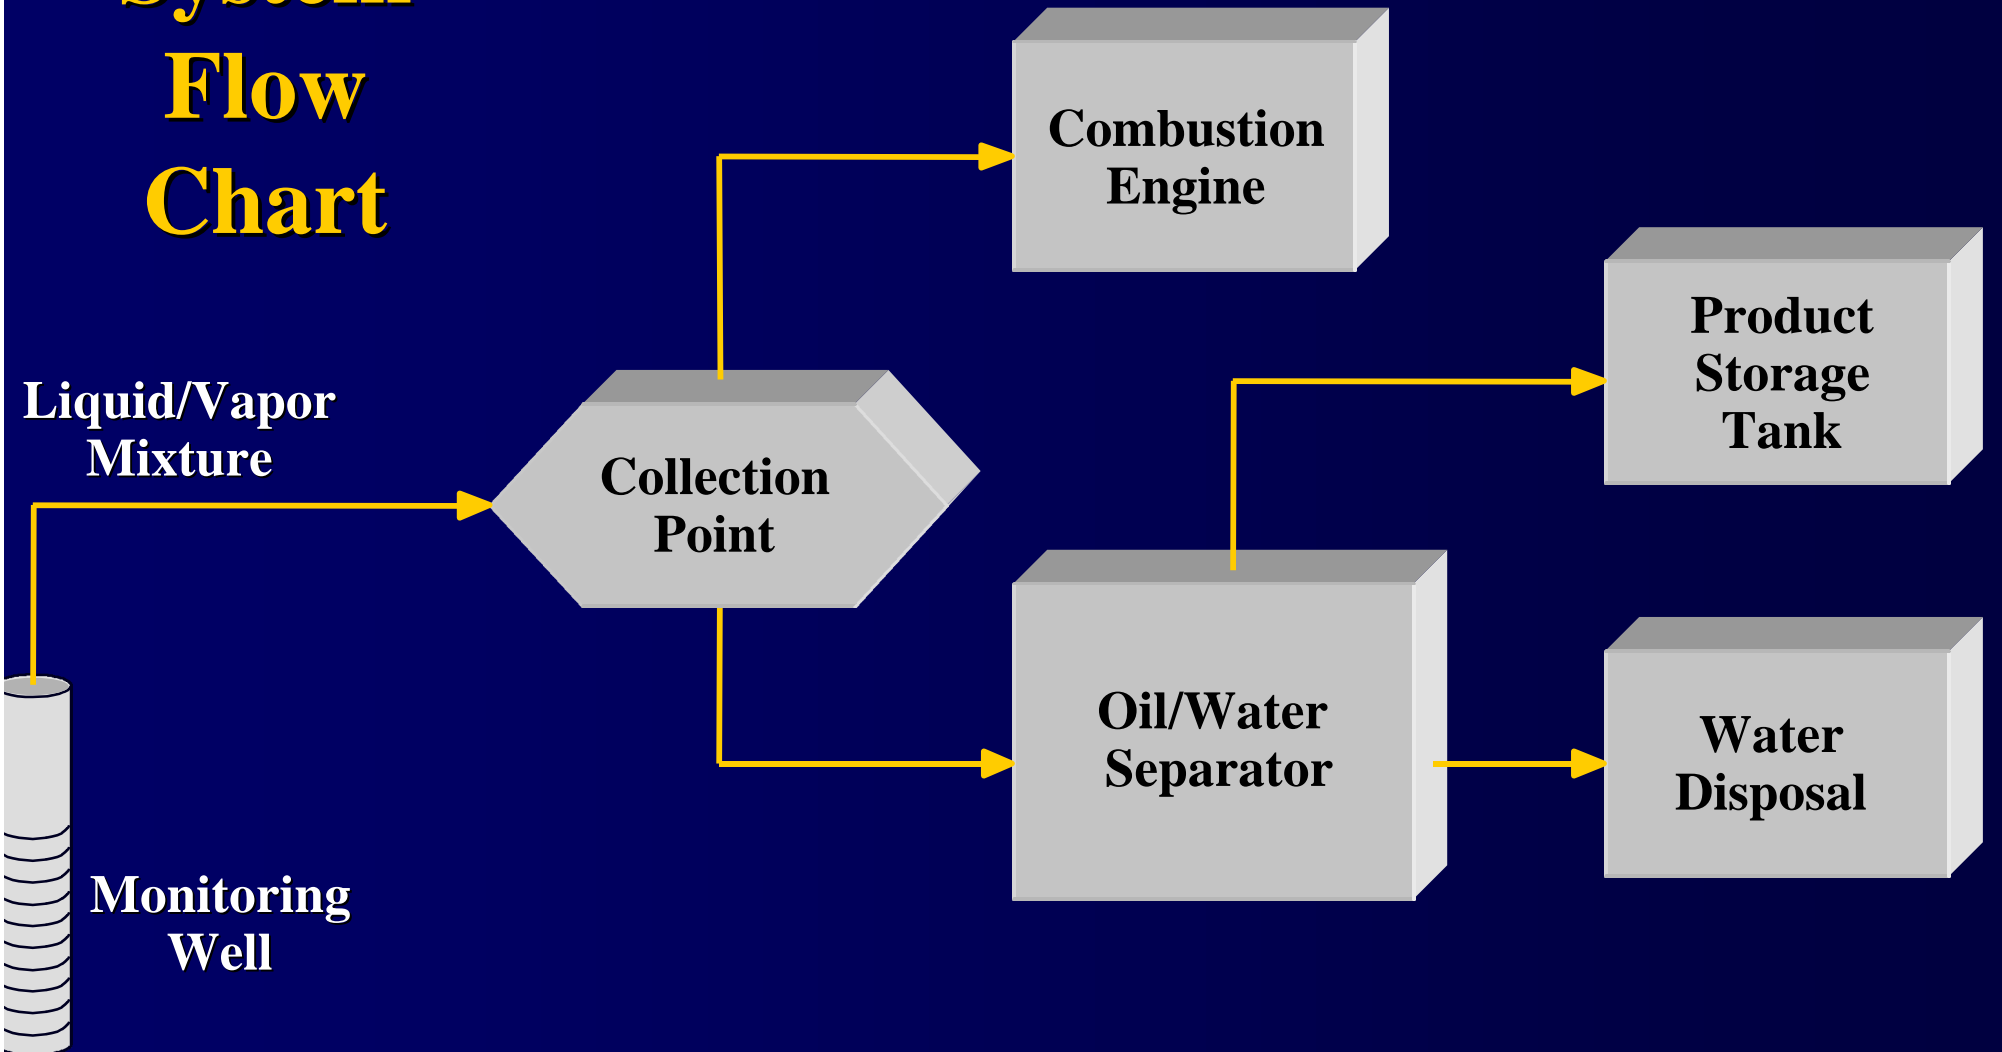 System
Flow
Chart
Combustion
Engine
Product
Storage
Tank
Liquid/Vapor
Mixture
Collection
Point
Oil/Water
Separator
Water
Disposal
Monitoring
Well